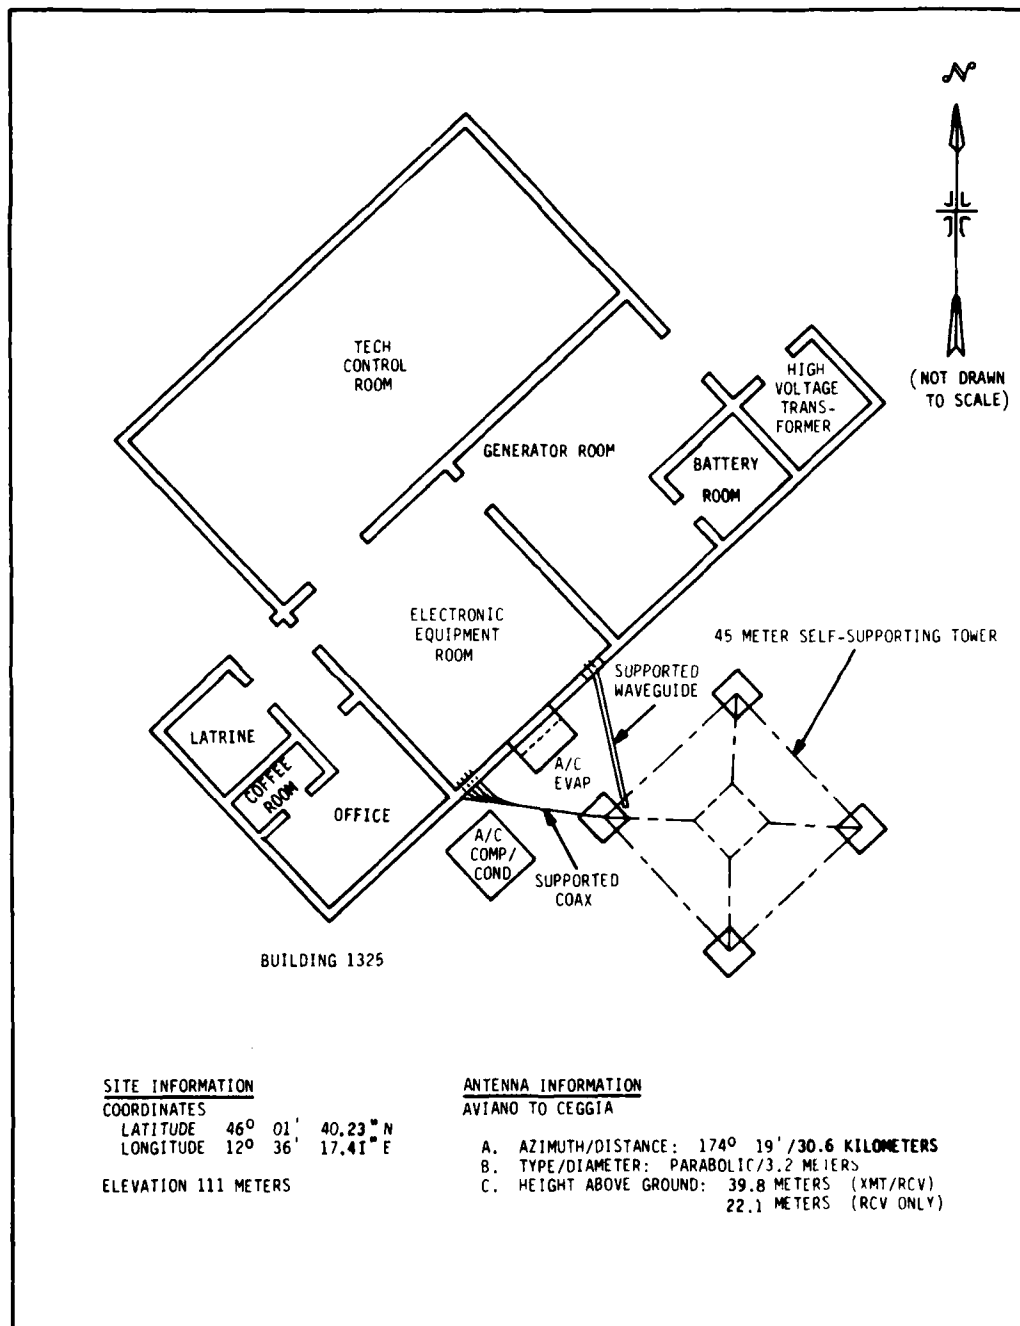 N
(NOT DRAWN
TO SCALE)
TECH
CONTROL
ROOM
HIGH
VOLTAGE
TRANS-
FORMER
GENERATOR ROOM
BATTERY
ROOM
ELECTRONIC
EQUIPMENT
ROOM
45 METER SELF-SUPPORTING TOWER
SUPPORTED
WAVEGUIDE
LATRINE
COFFEE
ROOM
OFFICE
A/C
EVAP
A/C
COMP/
COND
SUPPORTED
COAX
BUILDING 1325
SITE INFORMATION
COORDINATES
LATITUDE 46° 01' 40.23" N
LONGITUDE 12° 36' 17.41" E
ELEVATION 111 METERS
ANTENNA INFORMATION
AVIANO TO CEGGIA
A. AZIMUTH/DISTANCE: 174° 19'/30.6 KILOMETERS
B. TYPE/DIAMETER: PARABOLIC/3.2 METERS
C. HEIGHT ABOVE GROUND: 39.8 METERS (XMT/RCV)
22.1 METERS (RCV ONLY)